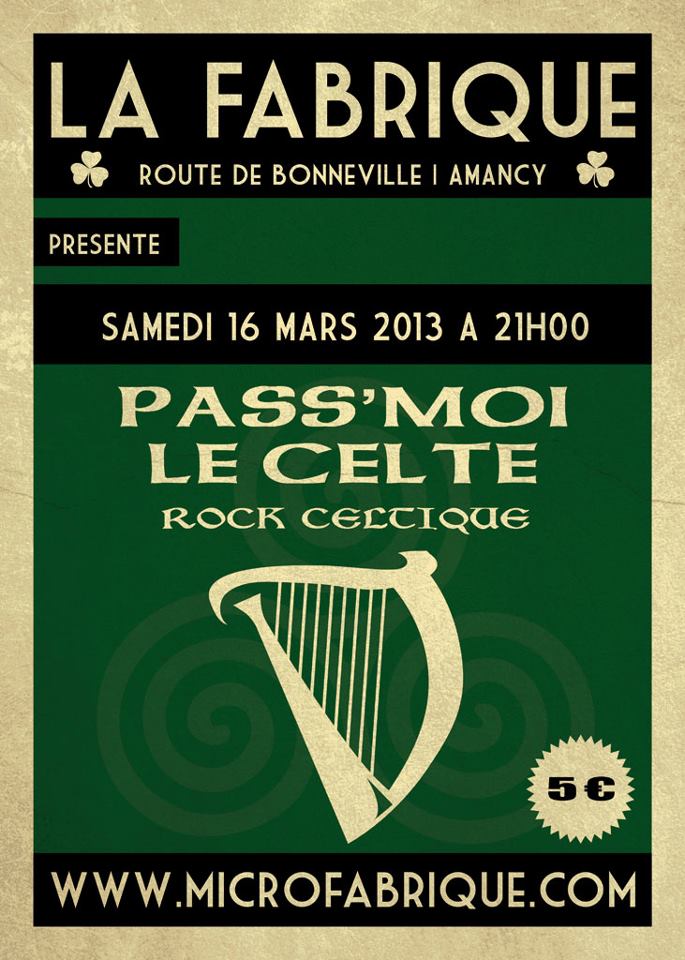 LA FABRIQUE
ROUTE DE BONNEVILLE | AMANCY
PRESENTE
SAMEDI 16 MARS 2013 A 21H00
PASS'MOI
LE CELTE
ROCK CELTIQUE
5 €
WWW.MICROFABRIQUE.COM